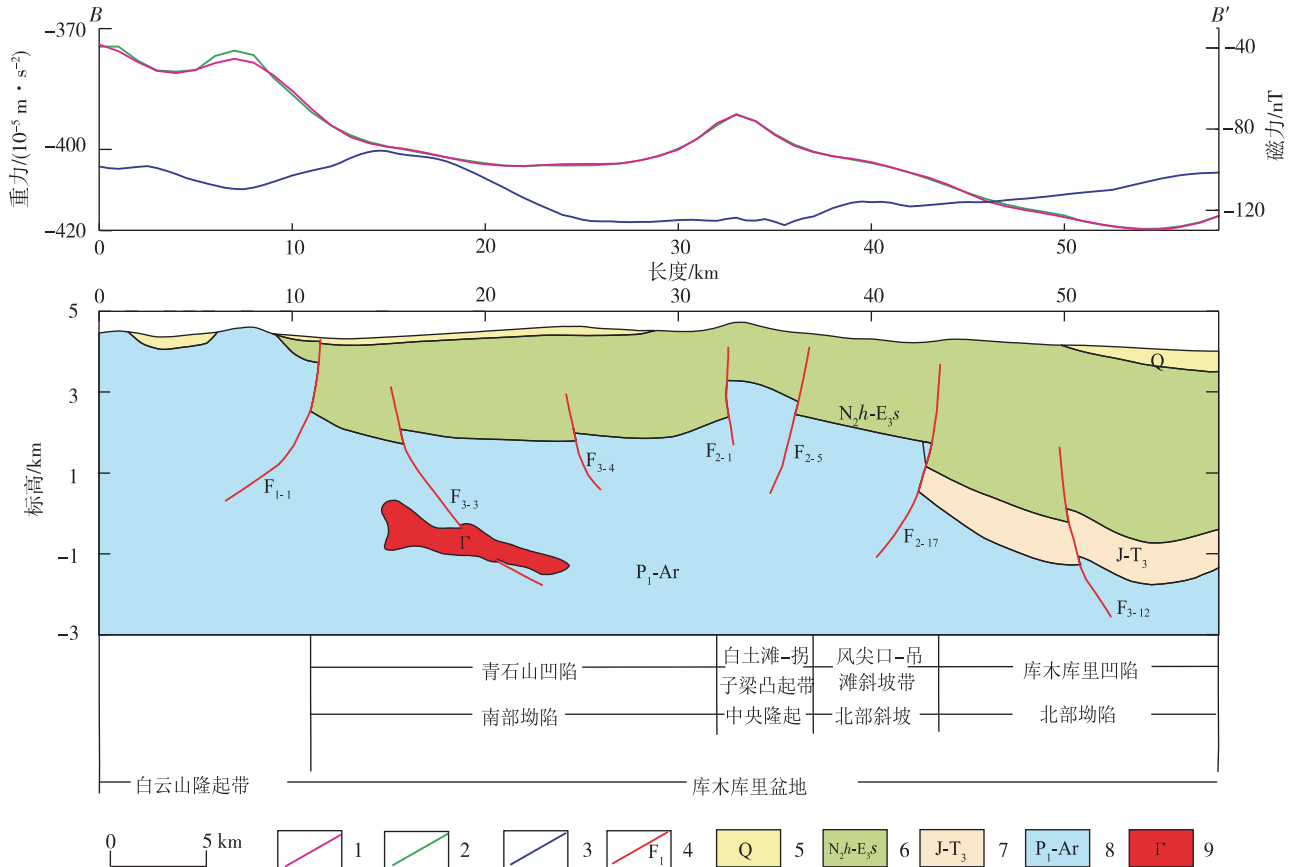 B
B′
-370
-400
-420
重力/(10⁻⁵ m·s⁻²)
-40
-80
-120
磁力/nT
0 10 20 30 40 50
长度/km
0 10 20 30 40 50
5
3
1
-1
-3
标高/km
Q
N₂h-E₃s
F₁₋₁
F₃₋₃
F₃₋₄
F₂₋₁
F₂₋₅
F₂₋₁₇
F₃₋₁₂
Γ
P₁-Ar
J-T₃
青石山凹陷
白土滩-拐
子梁凸起带
风尖口-吊
滩斜坡带
库木库里凹陷
南部坳陷
中央隆起
北部斜坡
北部坳陷
白云山隆起带
库木库里盆地
0 5 km
1
2
3
F₁ 4
Q 5
N₂h-E₃s 6
J-T₃ 7
P₁-Ar 8
Γ 9